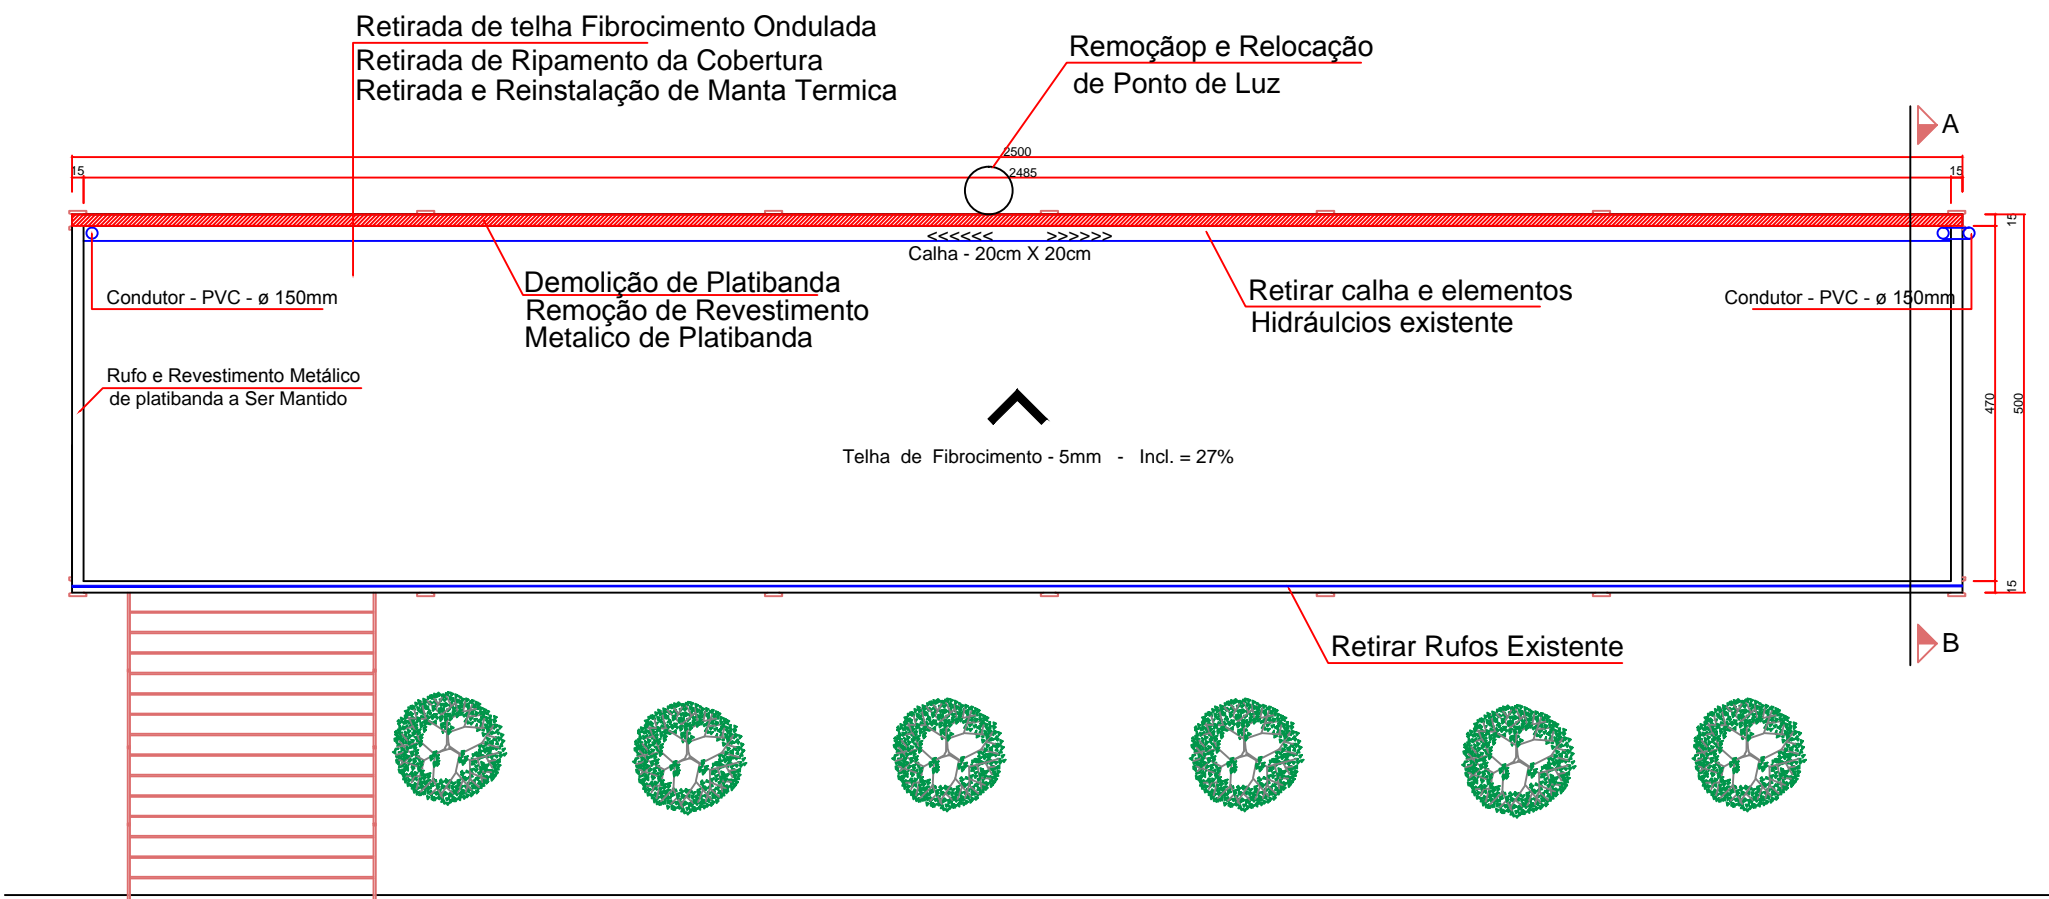 Retirada de telha Fibrocimento Ondulada
Retirada de Ripamento da Cobertura
Retirada e Reinstalação de Manta Termica
Remoçãop e Relocação
de Ponto de Luz
A
2500
15
2485
15
15
<<<<<< >>>>>>
Calha - 20cm X 20cm
Condutor - PVC - ø 150mm
Demolição de Platibanda
Remoção de Revestimento
Metalico de Platibanda
Retirar calha e elementos
Hidráulcios existente
Condutor - PVC - ø 150mm
Rufo e Revestimento Metálico
de platibanda a Ser Mantido
470
500
Telha de Fibrocimento - 5mm - Incl. = 27%
15
Retirar Rufos Existente
B